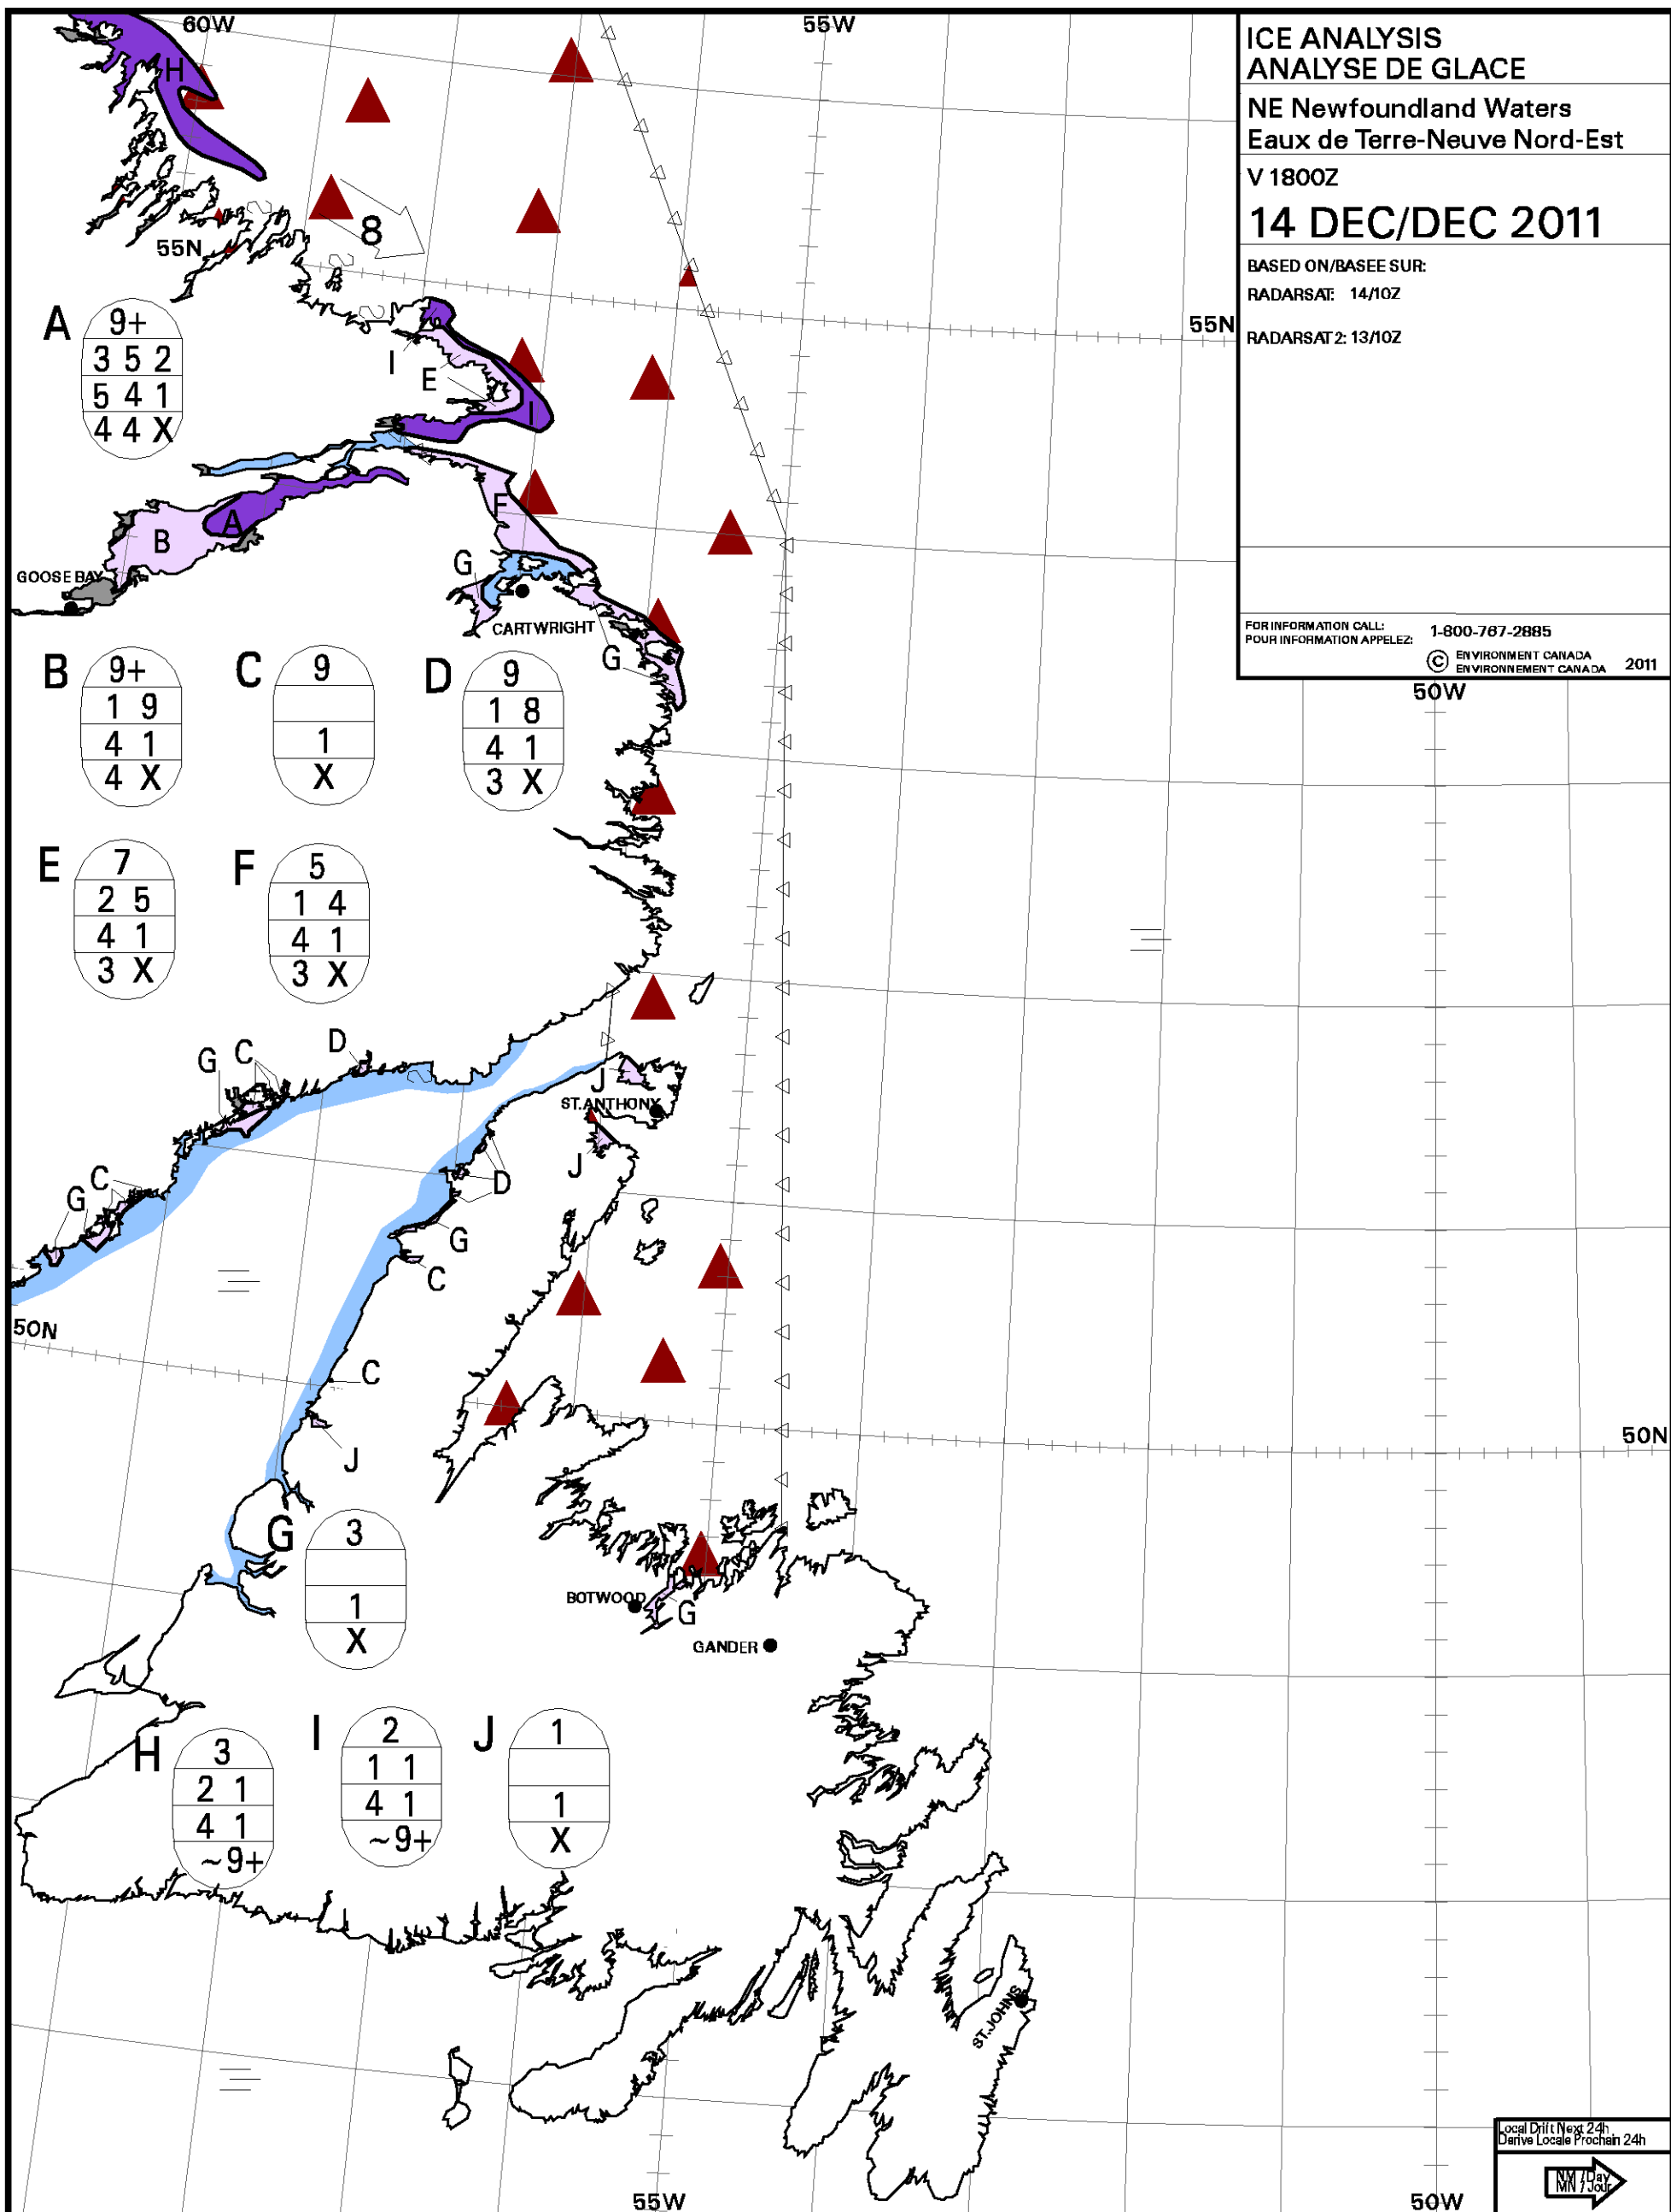 60W
55W
ICE ANALYSIS
ANALYSE DE GLACE
NE Newfoundland Waters
Eaux de Terre-Neuve Nord-Est
V 1800Z
14 DEC/DEC 2011
BASED ON/BASEE SUR:
RADARSAT: 14/10Z
RADARSAT 2: 13/10Z
FOR INFORMATION CALL:
POUR INFORMATION APPELEZ:
1-800-767-2885
© ENVIRONMENT CANADA
ENVIRONNEMENT CANADA 2011
H
8
55N
55N
A
9+
3 5 2
5 4 1
4 4 X
I
E
I
A
B
F
G
GOOSE BAY
CARTWRIGHT
G
50W
B
9+
1 9
4 1
4 X
C
9
1
X
D
9
1 8
4 1
3 X
E
7
2 5
4 1
3 X
F
5
1 4
4 1
3 X
G C D
J
ST.ANTHONY
J
D
G C
G
C
50N
C
J
50N
G
3
1
X
BOTWOOD
G
GANDER
H
3
2 1
4 1
~9+
I
2
1 1
4 1
~9+
J
1
1
X
ST.JOHNS
Local Drift Next 24h
Derive Locale Prochain 24h
NM / Day
MN / Jour
55W
50W